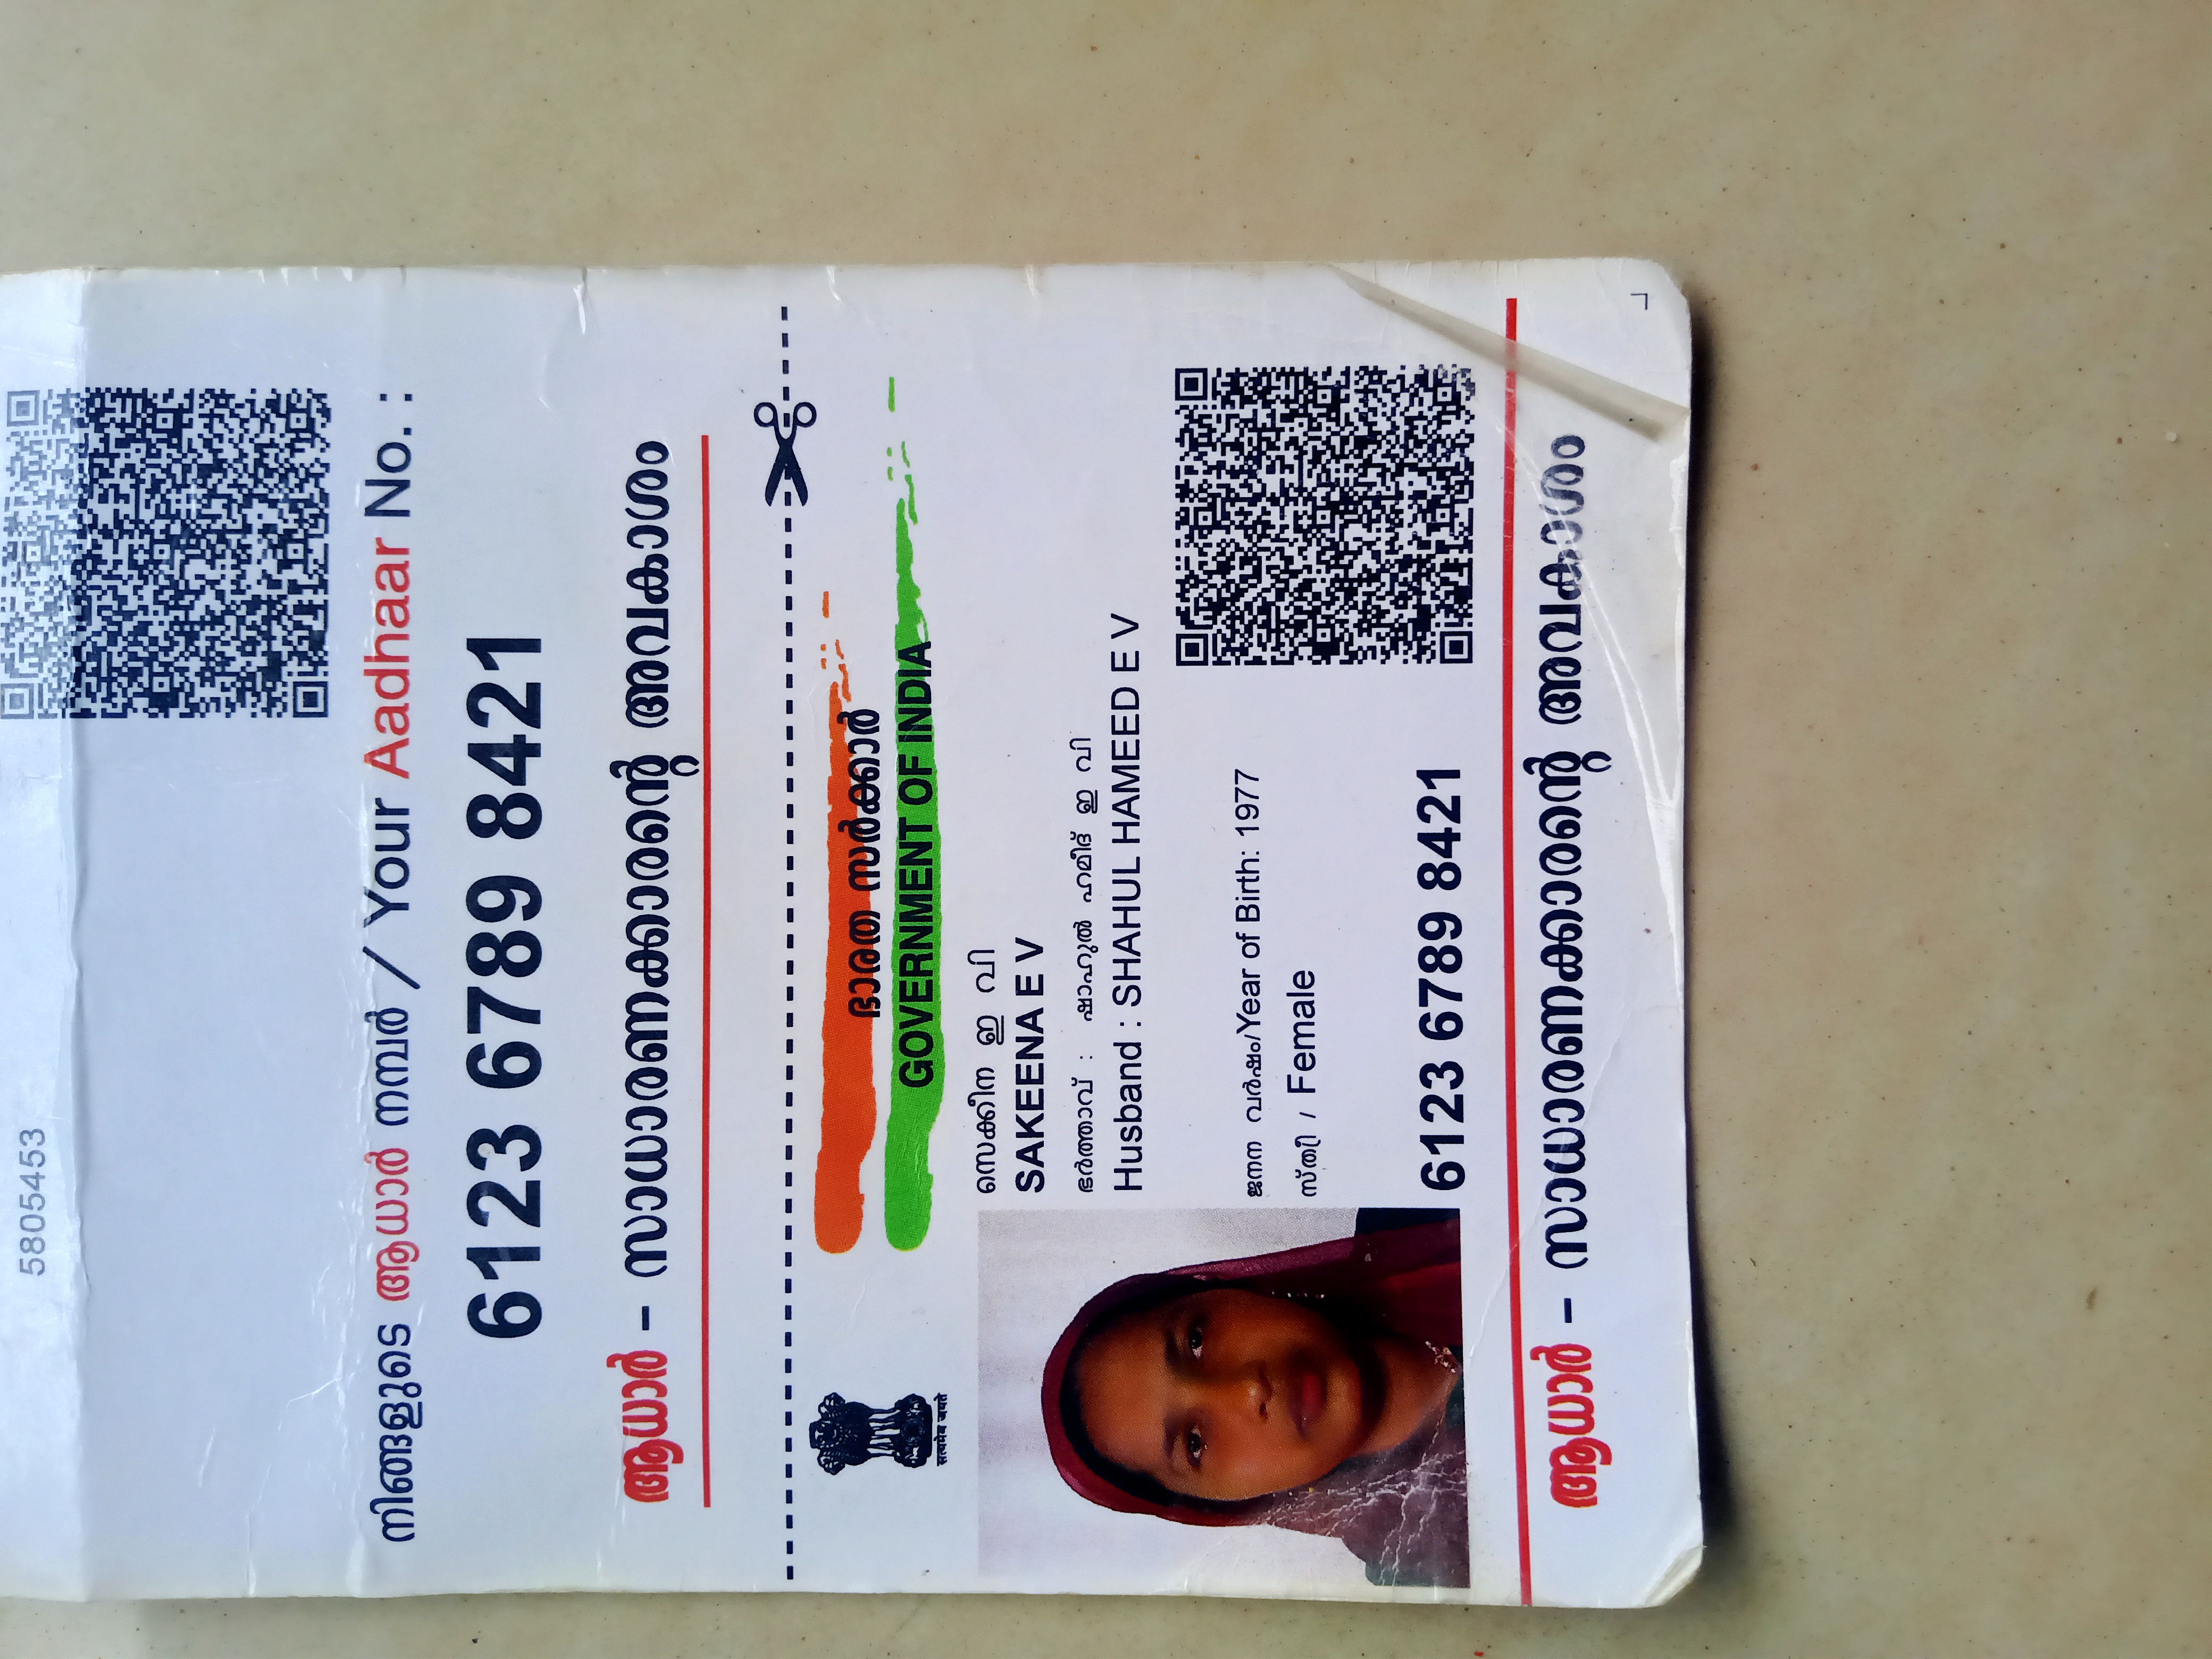 5805453
നിങ്ങളുടെ ആധാർ നമ്പർ / Your Aadhaar No. :
6123 6789 8421
ആധാർ – സാധാരണക്കാരന്റെ അവകാശം
ഭാരത സർക്കാർ
GOVERNMENT OF INDIA
सत्यमेव जयते
സെക്കീന ഇ വി
SAKEENA E V
ഭർത്താവ് : ഷാഹുൽ ഹമീദ് ഇ വി
Husband : SHAHUL HAMEED E V
ജനന വർഷം/Year of Birth: 1977
സ്ത്രീ / Female
6123 6789 8421
ആധാർ – സാധാരണക്കാരന്റെ അവകാശം